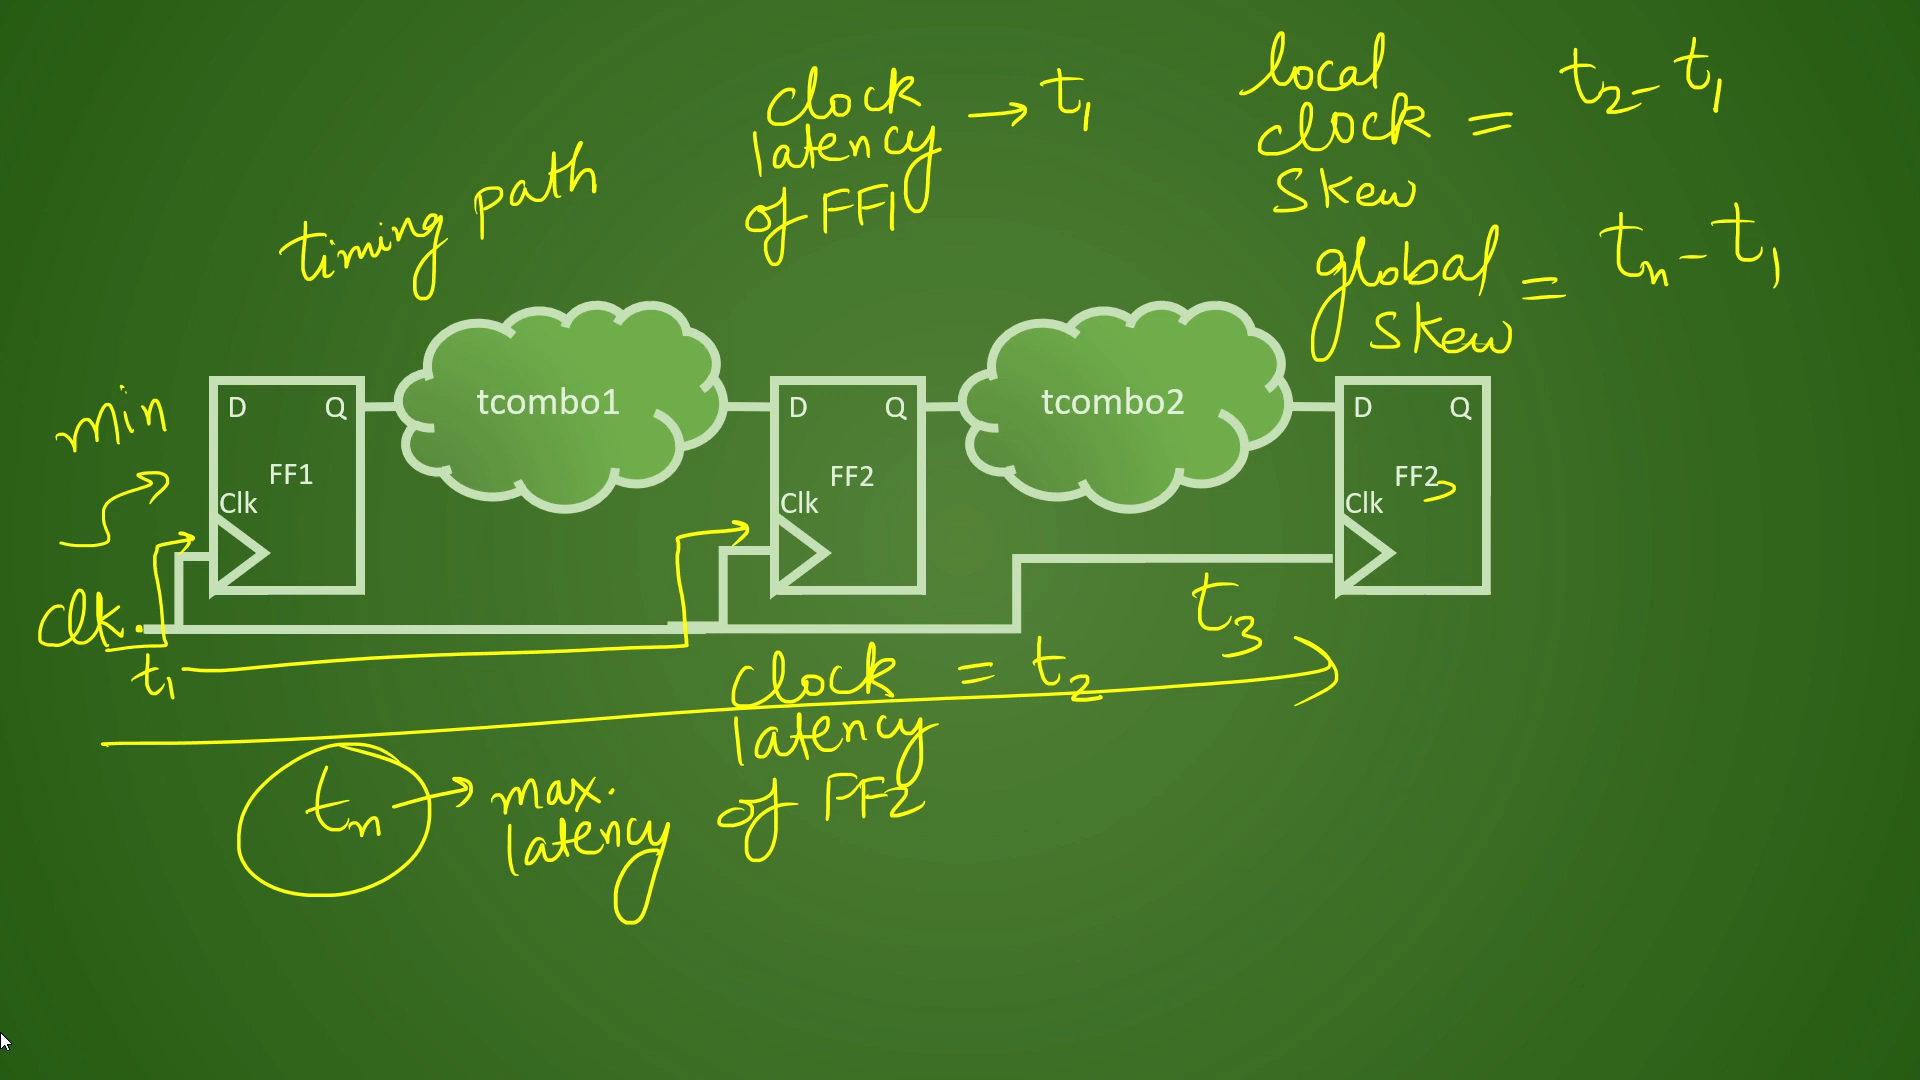 local
clock = t2 - t1
skew
global = tn - t1
skew
clock → t1
latency
of FF1
timing path
min
D Q
FF1
Clk
tcombo1
D Q
FF2
Clk
tcombo2
D Q
FF2
Clk
clk
t1
t3
clock = t2
latency
of FF2
tn → max.
latency